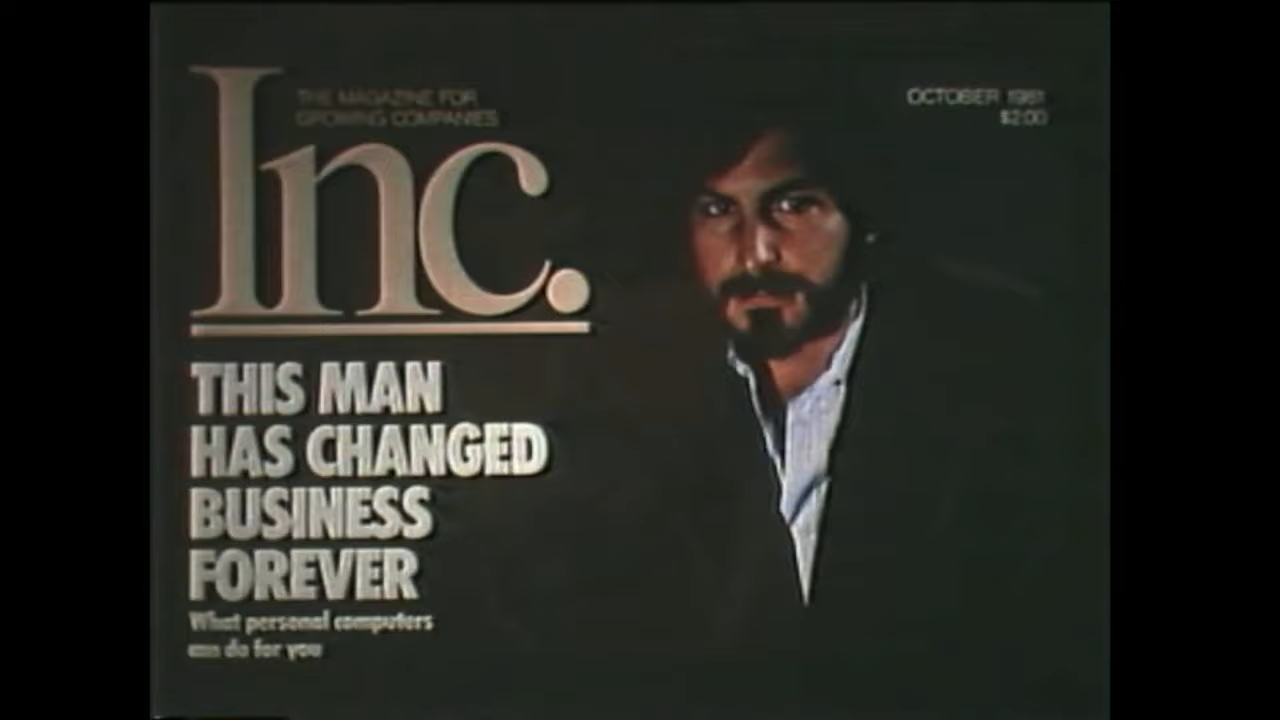 Inc.
THE MAGAZINE FOR
GROWING COMPANIES
OCTOBER 1981
$2.00
THIS MAN
HAS CHANGED
BUSINESS
FOREVER
What personal computers
can do for you